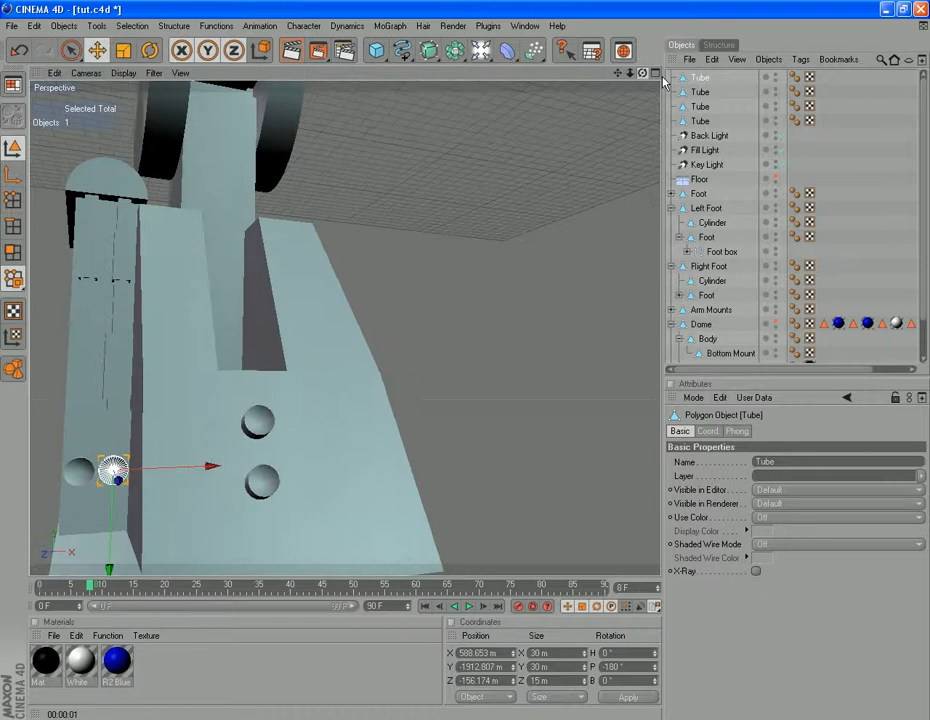 CINEMA 4D - [tut.c4d *]
File Edit Objects Tools Selection Structure Functions Animation Character Dynamics MoGraph Hair Render Plugins Window Help
X Y Z
Objects Structure
File Edit View Objects Tags Bookmarks
Edit Cameras Display Filter View
Perspective
Selected Total
Objects 1
Tube
Tube
Tube
Tube
Back Light
Fill Light
Key Light
Floor
Foot
Left Foot
Cylinder
Foot
Foot box
Right Foot
Cylinder
Foot
Arm Mounts
Dome
Body
Bottom Mount
Attributes
Mode Edit User Data
Polygon Object [Tube]
Basic Coord. Phong
Basic Properties
Name Tube
Layer
Visible in Editor Default
Visible in Renderer Default
Use Color Off
Display Color
Shaded Wire Mode Off
Shaded Wire Color
X-Ray
Y
Z X
0 5 10 15 20 25 30 35 40 45 50 55 60 65 70 75 80 85 90 8 F
0 F 0 F 90 F 90 F
Materials
File Edit Function Texture
Mat White R2 Blue
Coordinates
Position Size Rotation
X 588.653 m X 30 m H 0 °
Y -1912.807 m Y 30 m P -180 °
Z -156.174 m Z 15 m B 0 °
Object Size Apply
MAXON CINEMA 4D
00:00:01